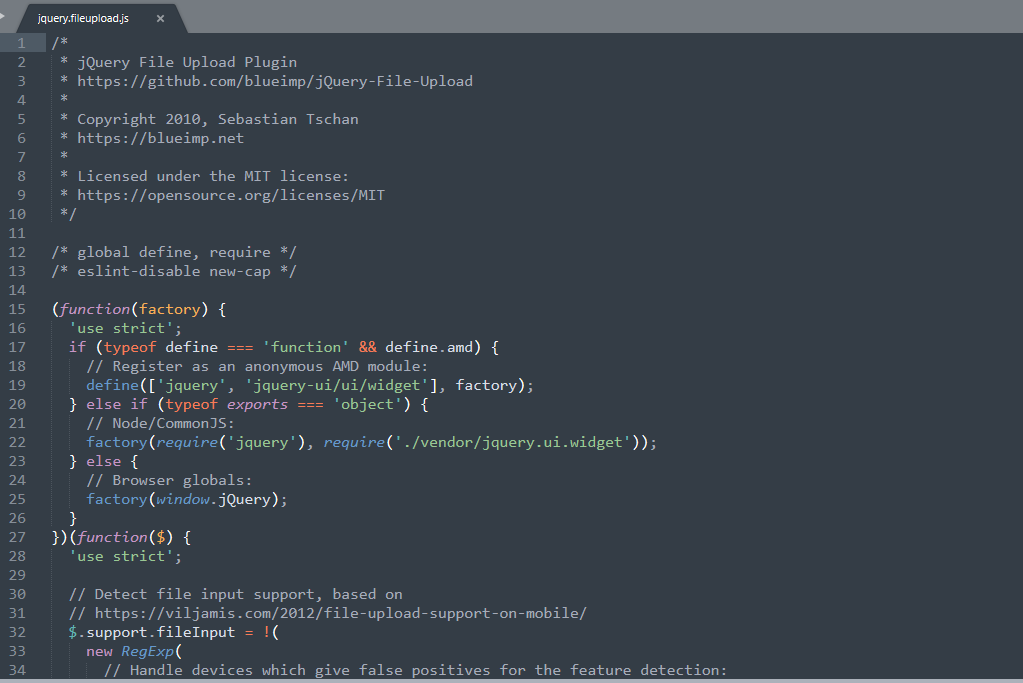 jquery.fileupload.js ×
1 /*
2  * jQuery File Upload Plugin
3  * https://github.com/blueimp/jQuery-File-Upload
4  *
5  * Copyright 2010, Sebastian Tschan
6  * https://blueimp.net
7  *
8  * Licensed under the MIT license:
9  * https://opensource.org/licenses/MIT
10  */
11
12 /* global define, require */
13 /* eslint-disable new-cap */
14
15 (function(factory) {
16   'use strict';
17   if (typeof define === 'function' && define.amd) {
18     // Register as an anonymous AMD module:
19     define(['jquery', 'jquery-ui/ui/widget'], factory);
20   } else if (typeof exports === 'object') {
21     // Node/CommonJS:
22     factory(require('jquery'), require('./vendor/jquery.ui.widget'));
23   } else {
24     // Browser globals:
25     factory(window.jQuery);
26   }
27 })(function($) {
28   'use strict';
29
30   // Detect file input support, based on
31   // https://viljamis.com/2012/file-upload-support-on-mobile/
32   $.support.fileInput = !(
33     new RegExp(
34       // Handle devices which give false positives for the feature detection: